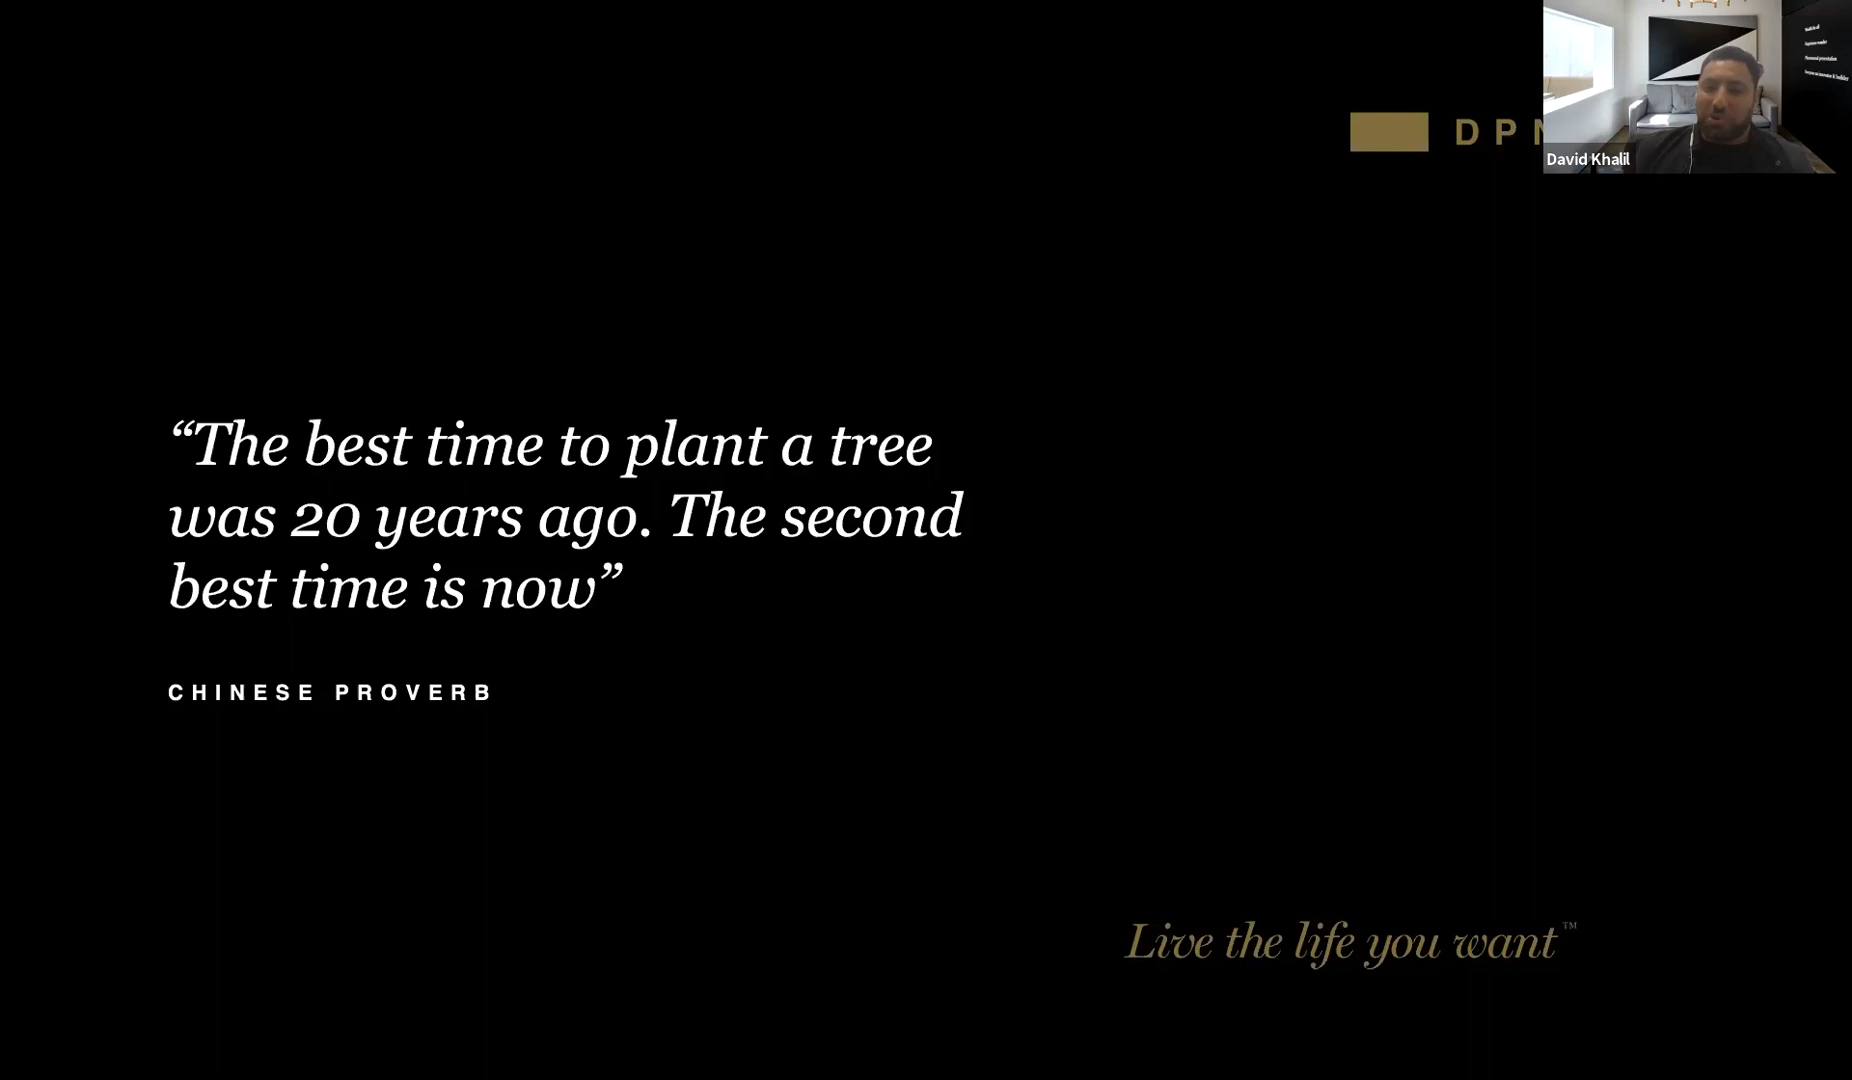 DPN
David Khalil
“The best time to plant a tree
was 20 years ago. The second
best time is now”
CHINESE PROVERB
Live the life you want™